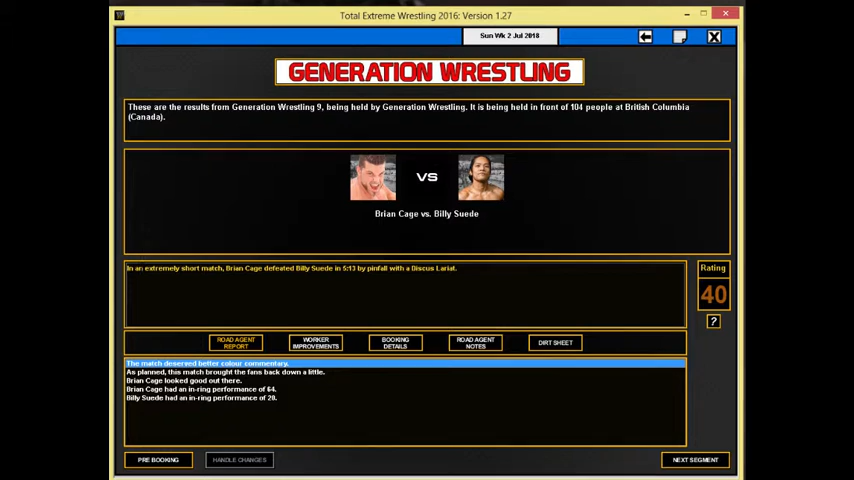 Total Extreme Wrestling 2016: Version 1.27
Sun Wk 2 Jul 2018
GENERATION WRESTLING
These are the results from Generation Wrestling 9, being held by Generation Wrestling. It is being held in front of 104 people at British Columbia
(Canada).
VS
Brian Cage vs. Billy Suede
In an extremely short match, Brian Cage defeated Billy Suede in 5:13 by pinfall with a Discus Lariat.
Rating
40
?
ROAD AGENT REPORT
WORKER IMPROVEMENTS
BOOKING DETAILS
ROAD AGENT NOTES
DIRT SHEET
The match deserved better colour commentary.
As planned, this match brought the fans back down a little.
Brian Cage looked good out there.
Brian Cage had an in-ring performance of 64.
Billy Suede had an in-ring performance of 20.
PRE BOOKING
HANDLE CHANGES
NEXT SEGMENT